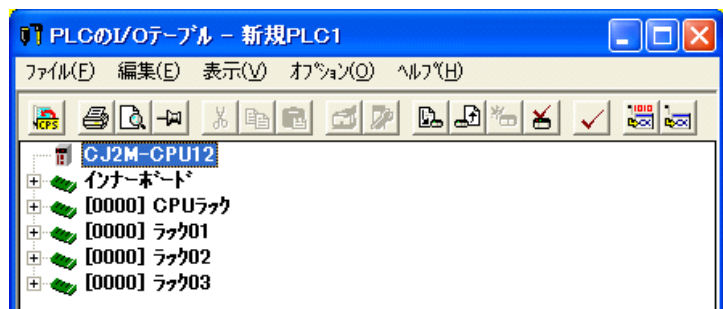 PLCのI/Oテーブル - 新規PLC1
ファイル(F) 編集(E) 表示(V) オプション(O) ヘルプ(H)
CPS 1010
CJ2M-CPU12
インナーボード
[0000] CPUラック
[0000] ラック01
[0000] ラック02
[0000] ラック03